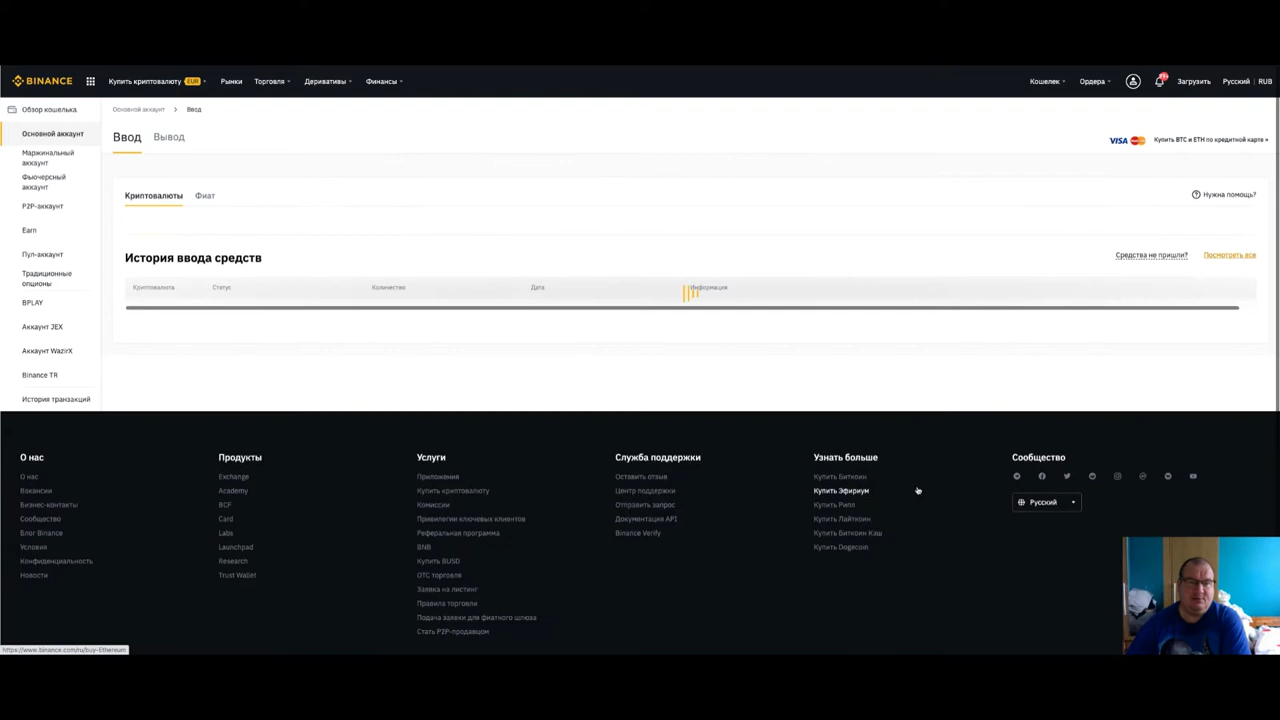 BINANCE
Купить криптовалюту EUR
Рынки
Торговля
Деривативы
Финансы
Кошелек
Ордера
Загрузить
Русский | RUB
Обзор кошелька
Основной аккаунт
Маржинальный
аккаунт
Фьючерсный
аккаунт
P2P-аккаунт
Earn
Пул-аккаунт
Традиционные
опционы
BPLAY
Аккаунт JEX
Аккаунт WazirX
Binance TR
История транзакций
Основной аккаунт > Ввод
Ввод Вывод
VISA
Купить BTC и ETH по кредитной карте »
Криптовалюты Фиат
Нужна помощь?
История ввода средств
Средства не пришли?
Посмотреть все
Криптовалюта Статус Количество Дата Информация
О нас
О нас
Вакансии
Бизнес-контакты
Сообщество
Блог Binance
Условия
Конфиденциальность
Новости
Продукты
Exchange
Academy
BCF
Card
Labs
Launchpad
Research
Trust Wallet
Услуги
Приложения
Купить криптовалюту
Комиссии
Привилегии ключевых клиентов
Реферальная программа
BNB
Купить BUSD
OTC торговля
Заявка на листинг
Правила торговли
Подача заявки для фиатного шлюза
Стать P2P-продавцом
Служба поддержки
Оставить отзыв
Центр поддержки
Отправить запрос
Документация API
Binance Verify
Узнать больше
Купить Биткоин
Купить Эфириум
Купить Рипл
Купить Лайткоин
Купить Биткоин Каш
Купить Dogecoin
Сообщество
Русский
https://www.binance.com/ru/buy-Ethereum